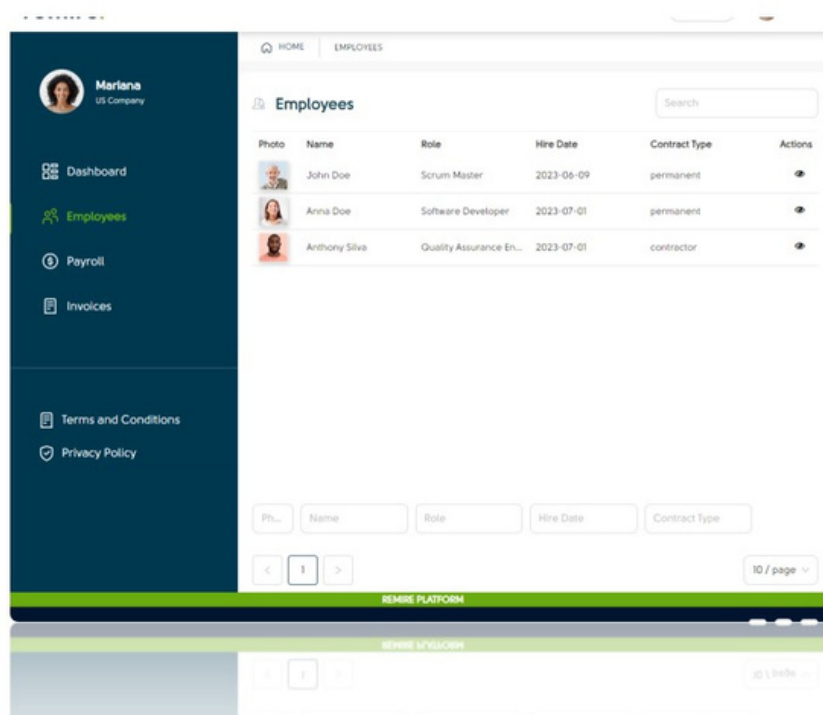 HOME EMPLOYEES
Mariana
US Company
Employees
Search
Photo Name Role Hire Date Contract Type Actions
John Doe Scrum Master 2023-06-09 permanent
Anna Doe Software Developer 2023-07-01 permanent
Anthony Silva Quality Assurance En... 2023-07-01 contractor
Dashboard
Employees
Payroll
Invoices
Terms and Conditions
Privacy Policy
Ph... Name Role Hire Date Contract Type
< 1 >
10 / page
REMIRE PLATFORM